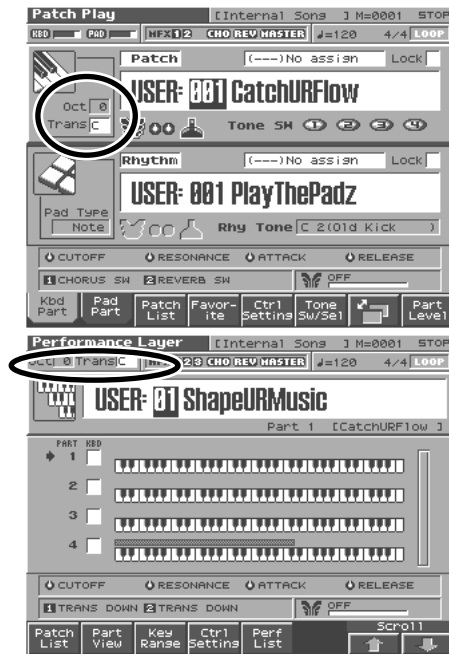 Patch Play [Internal Song ] M=0001 STOP
KBD PAD MFX 1 2 CHO REV MASTER ♩=120 4/4 LOOP
Patch (---)No assign Lock
USER: 001 CatchURFlow
Oct 0
Trans C
Tone SW 1 2 3 4
Rhythm (---)No assign Lock
USER: 001 PlayThePadz
Pad Type
Note
Rhy Tone C 2(Old Kick )
CUTOFF RESONANCE ATTACK RELEASE
1 CHORUS SW 2 REVERB SW OFF
Kbd Part Pad Part Patch List Favor-ite Ctrl Setting Tone Sw/Sel Part Level
Performance Layer [Internal Song ] M=0001 STOP
Oct 0 Trans C 2 3 CHO REV MASTER ♩=120 4/4 LOOP
USER: 01 ShapeURMusic
Part 1 [CatchURFlow ]
PART KBD
1
2
3
4
CUTOFF RESONANCE ATTACK RELEASE
1 TRANS DOWN 2 TRANS DOWN OFF
Patch List Part View Key Range Ctrl Setting Perf List Scroll